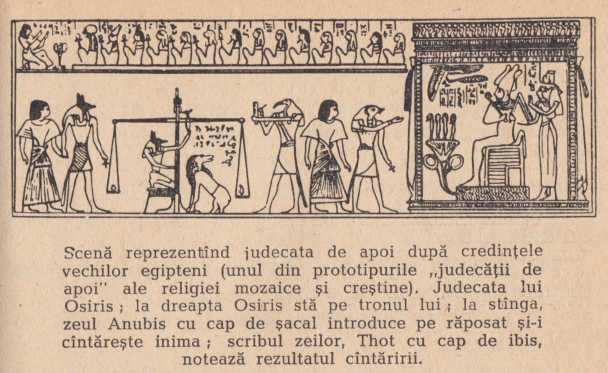 Scenă reprezentînd judecata de apoi după credințele
vechilor egipteni (unul din prototipurile „judecății de
apoi" ale religiei mozaice și creștine). Judecata lui
Osiris ; la dreapta Osiris stă pe tronul lui ; la stînga,
zeul Anubis cu cap de șacal introduce pe răposat și-i
cîntărește inima ; scribul zeilor, Thot cu cap de ibis,
notează rezultatul cîntăririi.